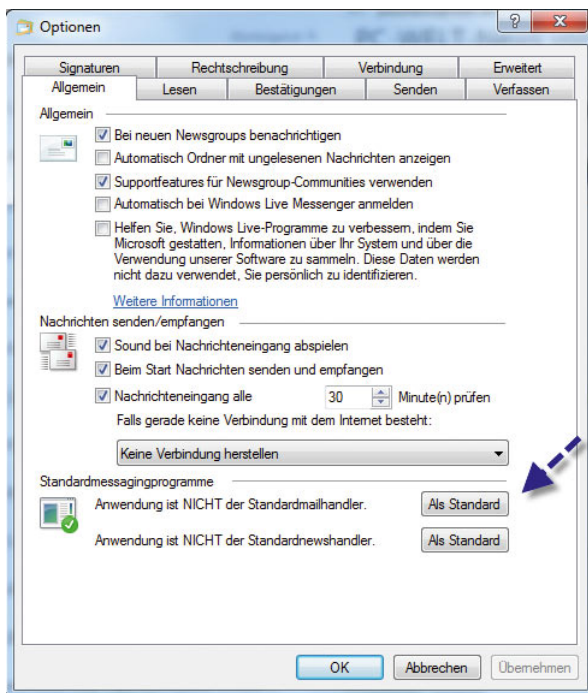 Optionen
Signaturen Rechtschreibung Verbindung Erweitert
Allgemein Lesen Bestätigungen Senden Verfassen
Allgemein
Bei neuen Newsgroups benachrichtigen
Automatisch Ordner mit ungelesenen Nachrichten anzeigen
Supportfeatures für Newsgroup-Communities verwenden
Automatisch bei Windows Live Messenger anmelden
Helfen Sie, Windows Live-Programme zu verbessern, indem Sie
Microsoft gestatten, Informationen über Ihr System und über die
Verwendung unserer Software zu sammeln. Diese Daten werden
nicht dazu verwendet, Sie persönlich zu identifizieren.
Weitere Informationen
Nachrichten senden/empfangen
Sound bei Nachrichteneingang abspielen
Beim Start Nachrichten senden und empfangen
Nachrichteneingang alle 30 Minute(n) prüfen
Falls gerade keine Verbindung mit dem Internet besteht:
Keine Verbindung herstellen
Standardmessagingprogramme
Anwendung ist NICHT der Standardmailhandler. Als Standard
Anwendung ist NICHT der Standardnewshandler. Als Standard
OK Abbrechen Übernehmen